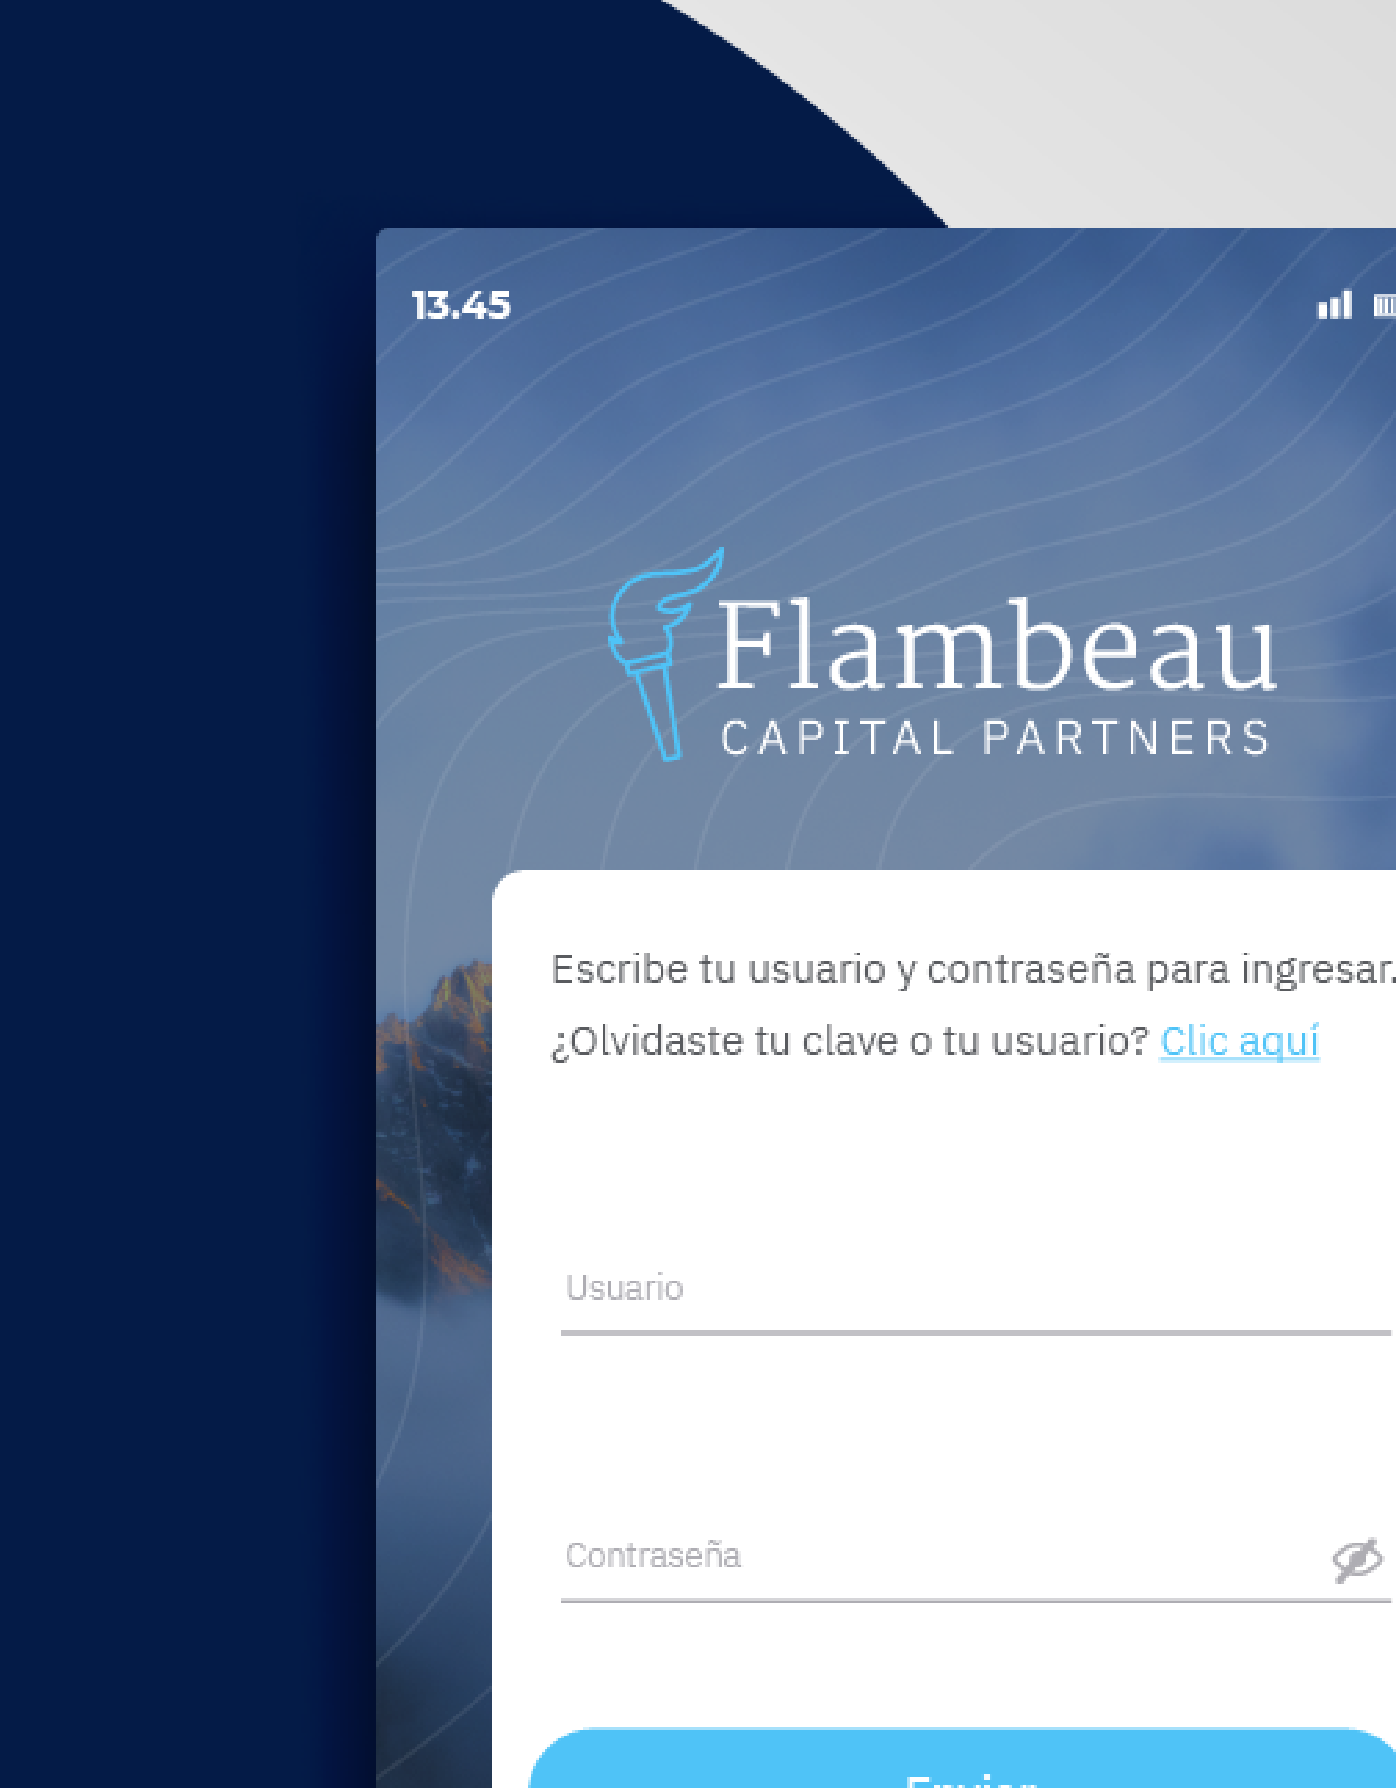 13.45
Flambeau
CAPITAL PARTNERS
Escribe tu usuario y contraseña para ingresar.
¿Olvidaste tu clave o tu usuario? Clic aquí
Usuario
Contraseña
Enviar